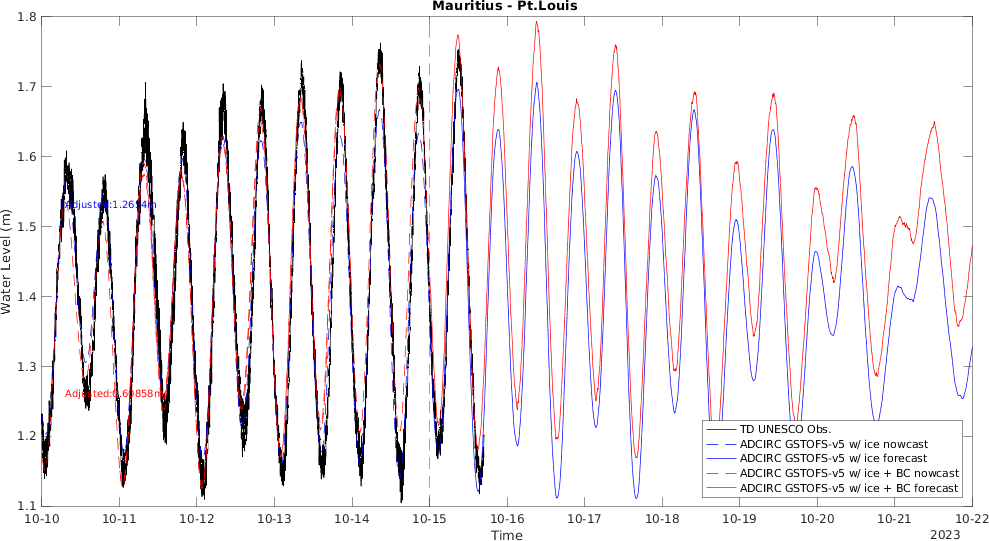 Mauritius - Pt.Louis
1.8
1.7
1.6
1.5
1.4
1.3
1.2
1.1
Water Level (m)
TD UNESCO Obs.
ADCIRC GSTOFS-v5 w/ ice nowcast
ADCIRC GSTOFS-v5 w/ ice forecast
ADCIRC GSTOFS-v5 w/ ice + BC nowcast
ADCIRC GSTOFS-v5 w/ ice + BC forecast
10-10 10-11 10-12 10-13 10-14 10-15 10-16 10-17 10-18 10-19 10-20 10-21 10-22
Time
2023